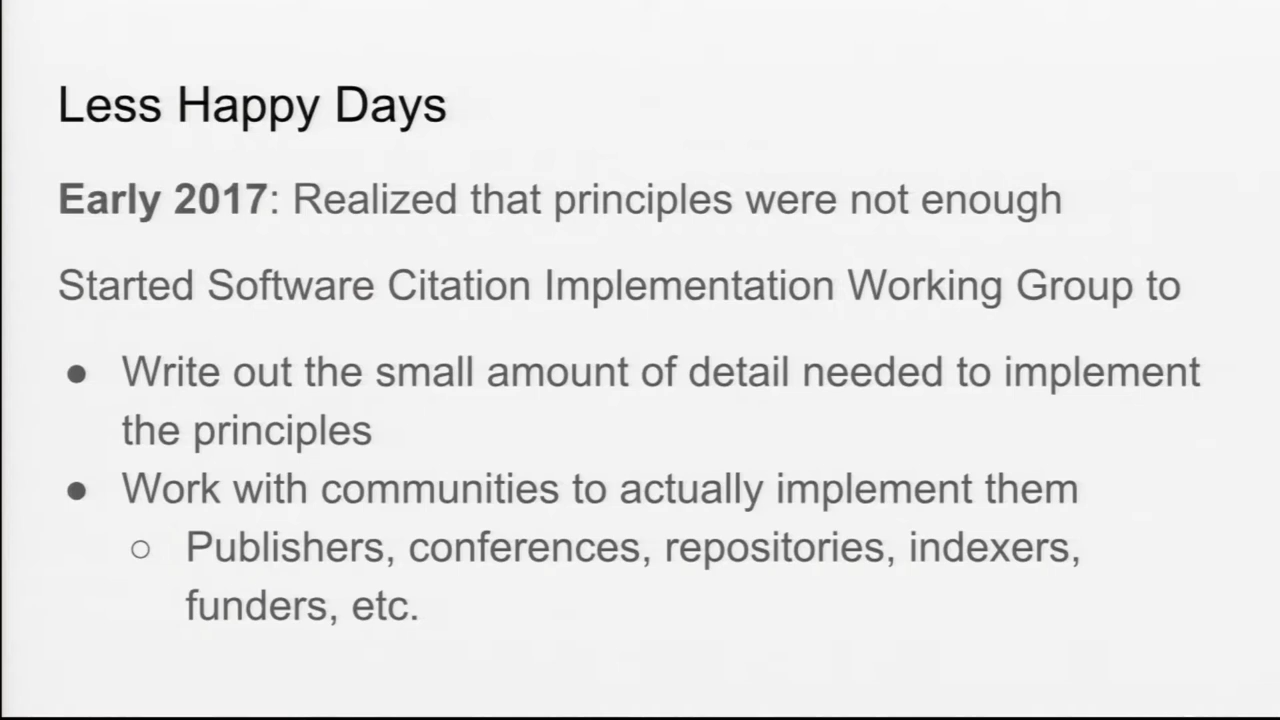 Less Happy Days
Early 2017: Realized that principles were not enough
Started Software Citation Implementation Working Group to
● Write out the small amount of detail needed to implement
the principles
● Work with communities to actually implement them
○ Publishers, conferences, repositories, indexers,
funders, etc.